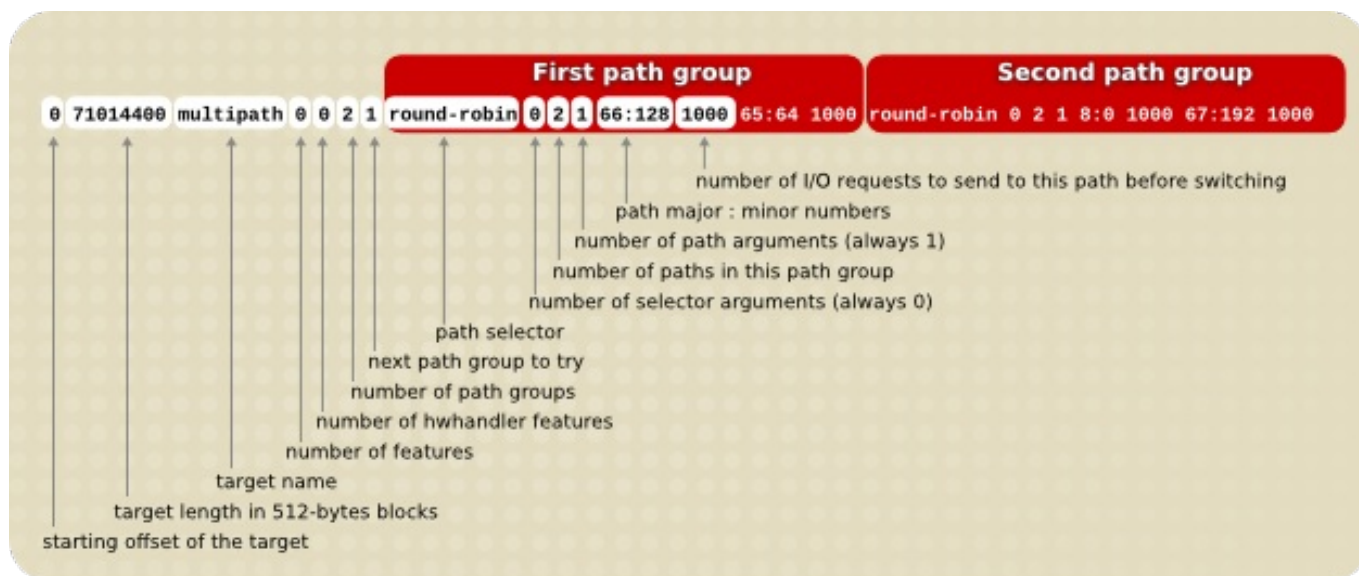 First path group Second path group
0 71014400 multipath 0 0 2 1 round-robin 0 2 1 66:128 1000 65:64 1000 round-robin 0 2 1 8:0 1000 67:192 1000
number of I/O requests to send to this path before switching
path major : minor numbers
number of path arguments (always 1)
number of paths in this path group
number of selector arguments (always 0)
path selector
next path group to try
number of path groups
number of hwhandler features
number of features
target name
target length in 512-bytes blocks
starting offset of the target